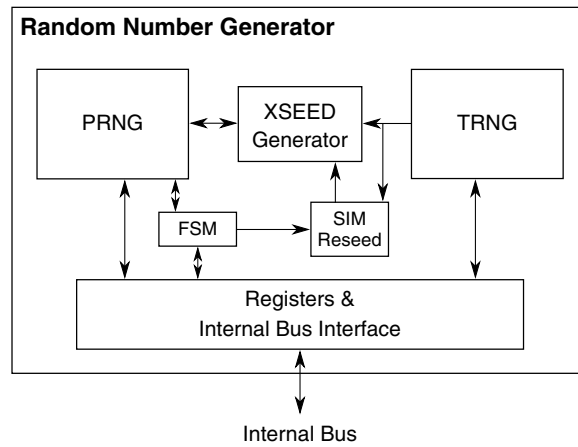 Random Number Generator
PRNG
XSEED
Generator
TRNG
FSM
SIM
Reseed
Registers &
Internal Bus Interface
Internal Bus